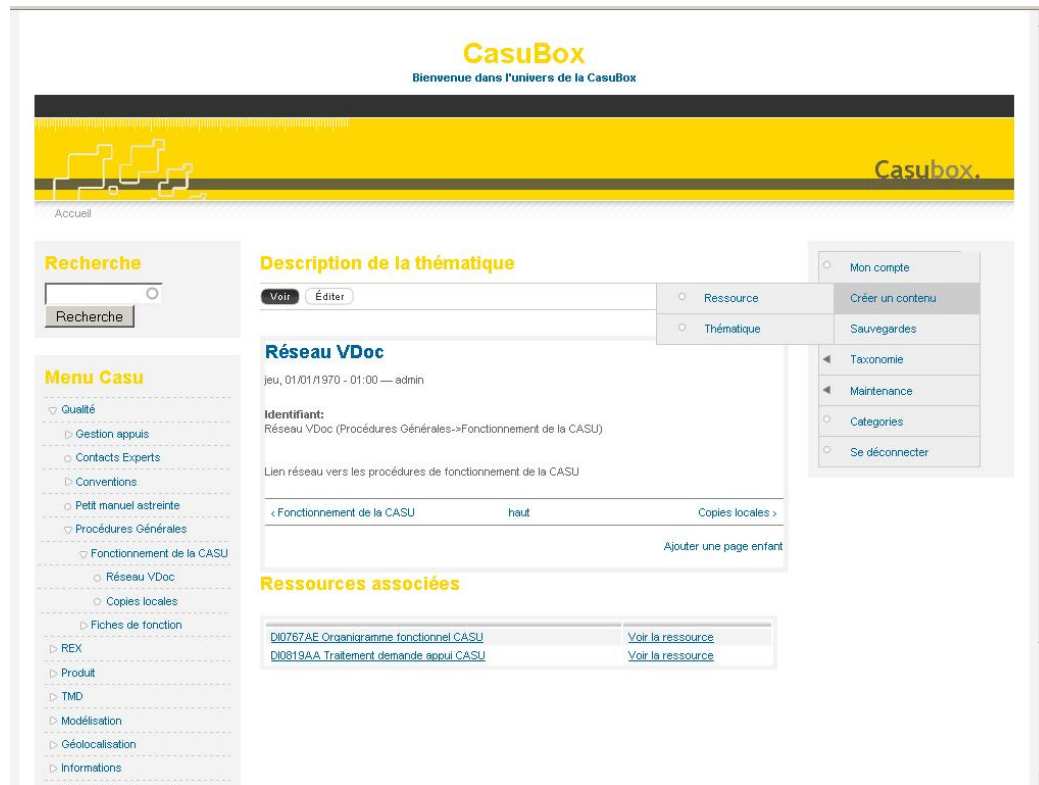 CasuBox
Bienvenue dans l'univers de la CasuBox
Casubox.
Accueil
Recherche
Recherche
Menu Casu
Qualité
Gestion appuis
Contacts Experts
Conventions
Petit manuel astreinte
Procédures Générales
Fonctionnement de la CASU
Réseau VDoc
Copies locales
Fiches de fonction
REX
Produit
TMD
Modélisation
Géolocalisation
Informations
Description de la thématique
Voir Éditer
Réseau VDoc
jeu, 01/01/1970 - 01:00 — admin
Identifiant:
Réseau VDoc (Procédures Générales->Fonctionnement de la CASU)
Lien réseau vers les procédures de fonctionnement de la CASU
‹ Fonctionnement de la CASU haut Copies locales ›
Ajouter une page enfant
Ressources associées
DI0767AE Organigramme fonctionnel CASU Voir la ressource
DI0819AA Traitement demande appui CASU Voir la ressource
Mon compte
Créer un contenu
Ressource
Thématique
Sauvegardes
Taxonomie
Maintenance
Categories
Se déconnecter